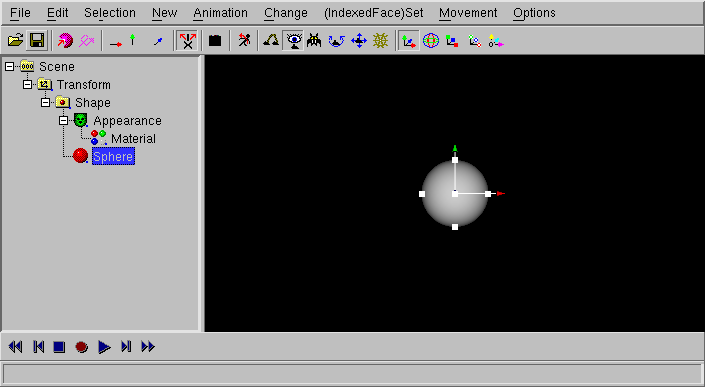 File Edit Selection New Animation Change (IndexedFace)Set Movement Options
Scene
Transform
Shape
Appearance
Material
Sphere